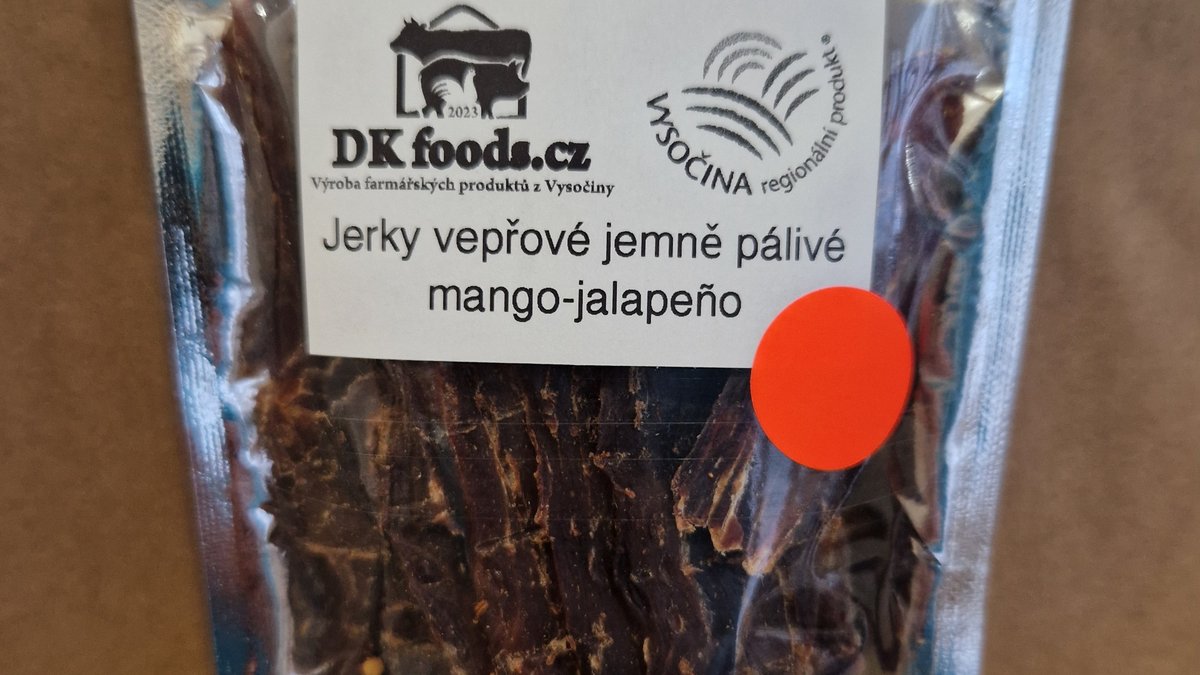 2023
DK foods.cz
Výroba farmářských produktů z Vysočiny
VYSOČINA regionální produkt ®
Jerky vepřové jemně pálivé
mango-jalapeño